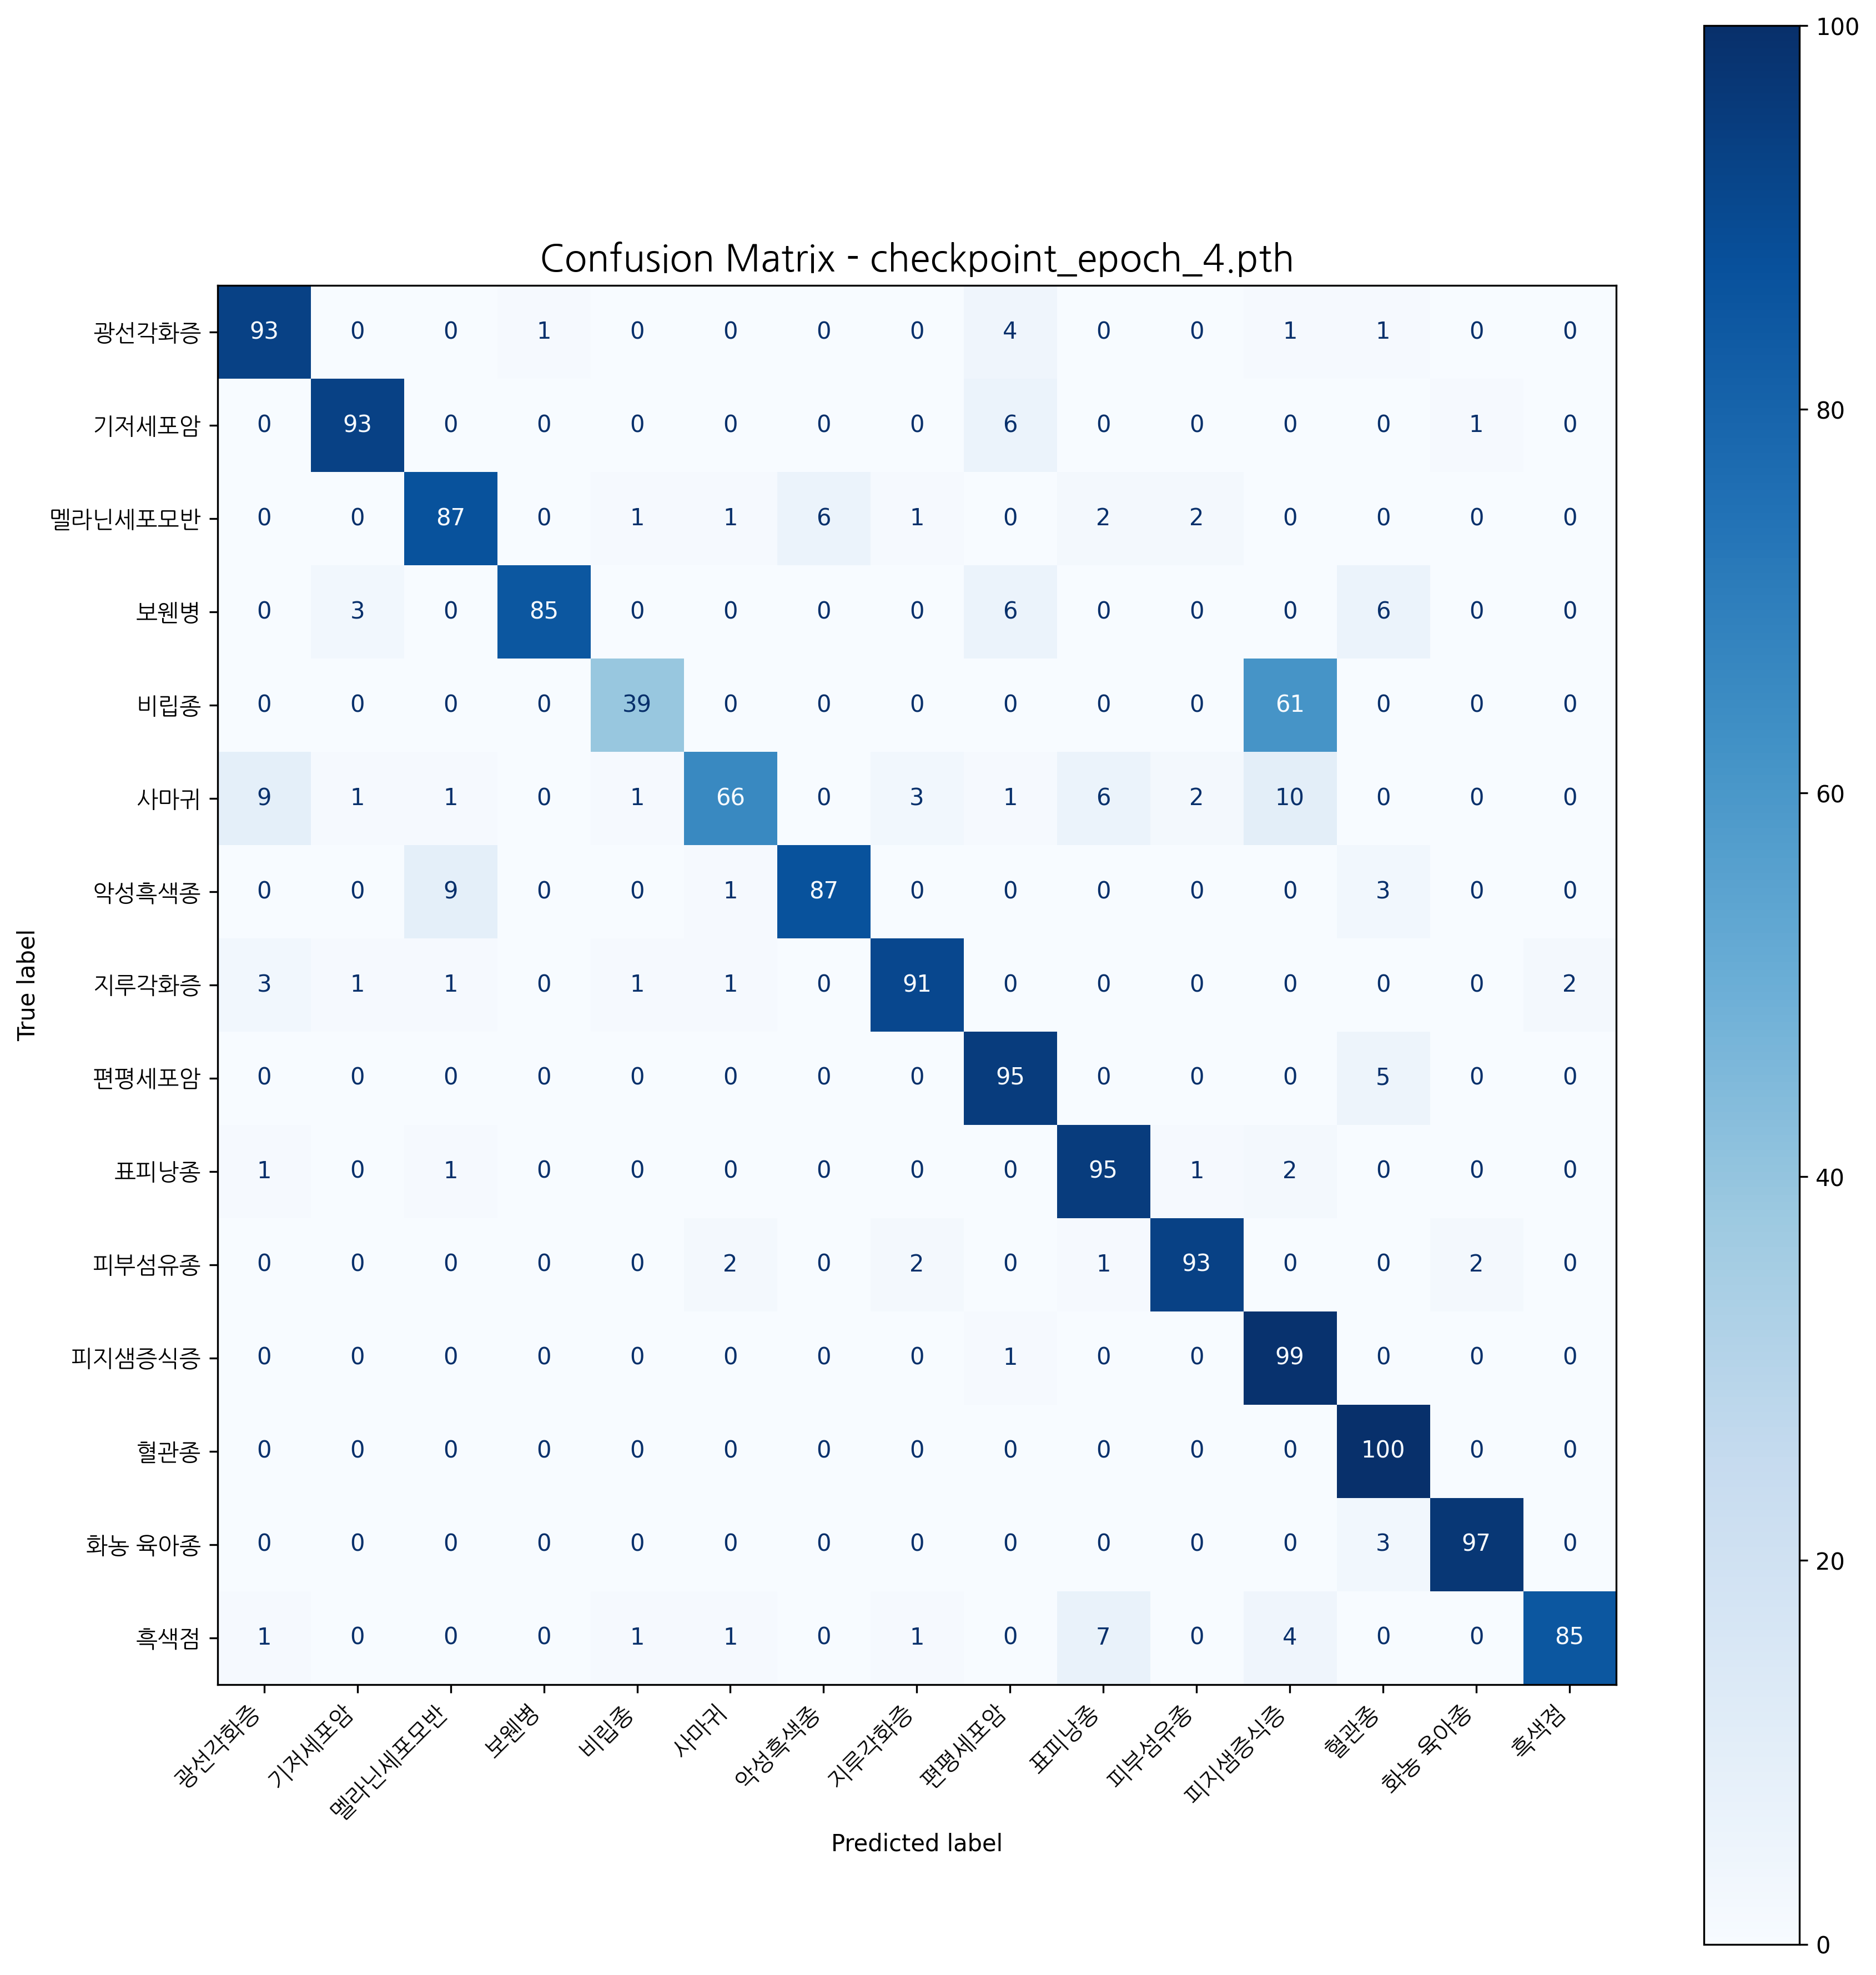 Confusion Matrix - checkpoint_epoch_4.pth
100
80
60
40
20
0
True label
광선각화증 93 0 0 1 0 0 0 0 4 0 0 1 1 0 0
기저세포암 0 93 0 0 0 0 0 0 6 0 0 0 0 1 0
멜라닌세포모반 0 0 87 0 1 1 6 1 0 2 2 0 0 0 0
보웬병 0 3 0 85 0 0 0 0 6 0 0 0 6 0 0
비립종 0 0 0 0 39 0 0 0 0 0 0 61 0 0 0
사마귀 9 1 1 0 1 66 0 3 1 6 2 10 0 0 0
악성흑색종 0 0 9 0 0 1 87 0 0 0 0 0 3 0 0
지루각화증 3 1 1 0 1 1 0 91 0 0 0 0 0 0 2
편평세포암 0 0 0 0 0 0 0 0 95 0 0 0 5 0 0
표피낭종 1 0 1 0 0 0 0 0 0 95 1 2 0 0 0
피부섬유종 0 0 0 0 0 2 0 2 0 1 93 0 0 2 0
피지샘증식증 0 0 0 0 0 0 0 0 1 0 0 99 0 0 0
혈관종 0 0 0 0 0 0 0 0 0 0 0 0 100 0 0
화농 육아종 0 0 0 0 0 0 0 0 0 0 0 0 3 97 0
흑색점 1 0 0 0 1 1 0 1 0 7 0 4 0 0 85
광선각화증 기저세포암 멜라닌세포모반 보웬병 비립종 사마귀 악성흑색종 지루각화증 편평세포암 표피낭종 피부섬유종 피지샘증식증 혈관종 화농 육아종 흑색점
Predicted label